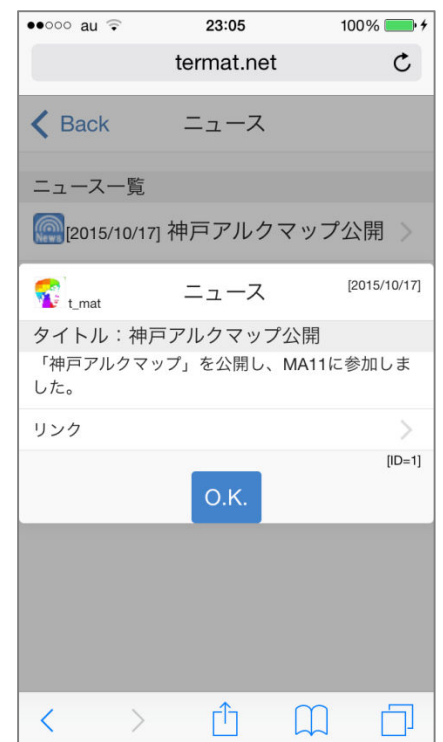 au 23:05 100%
termat.net
Back ニュース
ニュース一覧
News [2015/10/17] 神戸アルクマップ公開
t_mat ニュース [2015/10/17]
タイトル：神戸アルクマップ公開
「神戸アルクマップ」を公開し、MA11に参加しま
した。
リンク
[ID=1]
O.K.